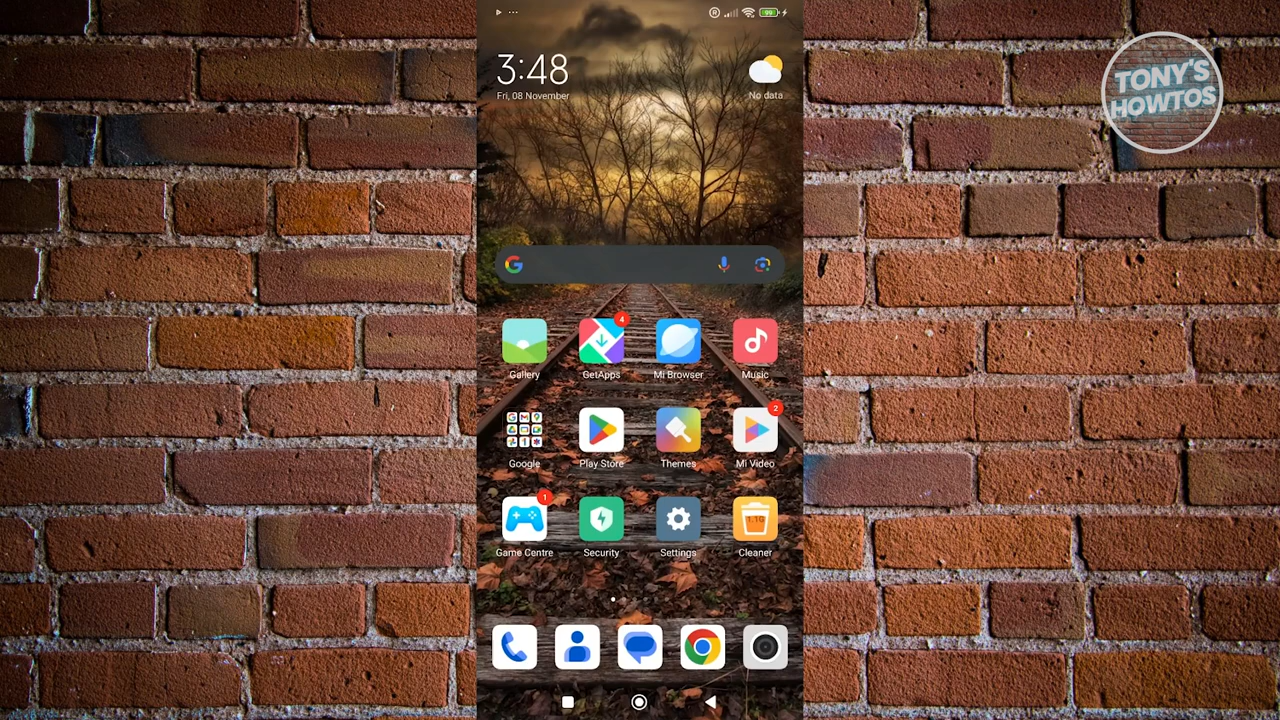 3:48
Fri, 08 November
No data
TONY'S
HOWTOS
4
Gallery
GetApps
Mi Browser
Music
2
Google
Play Store
Themes
Mi Video
1
Game Centre
Security
Settings
Cleaner